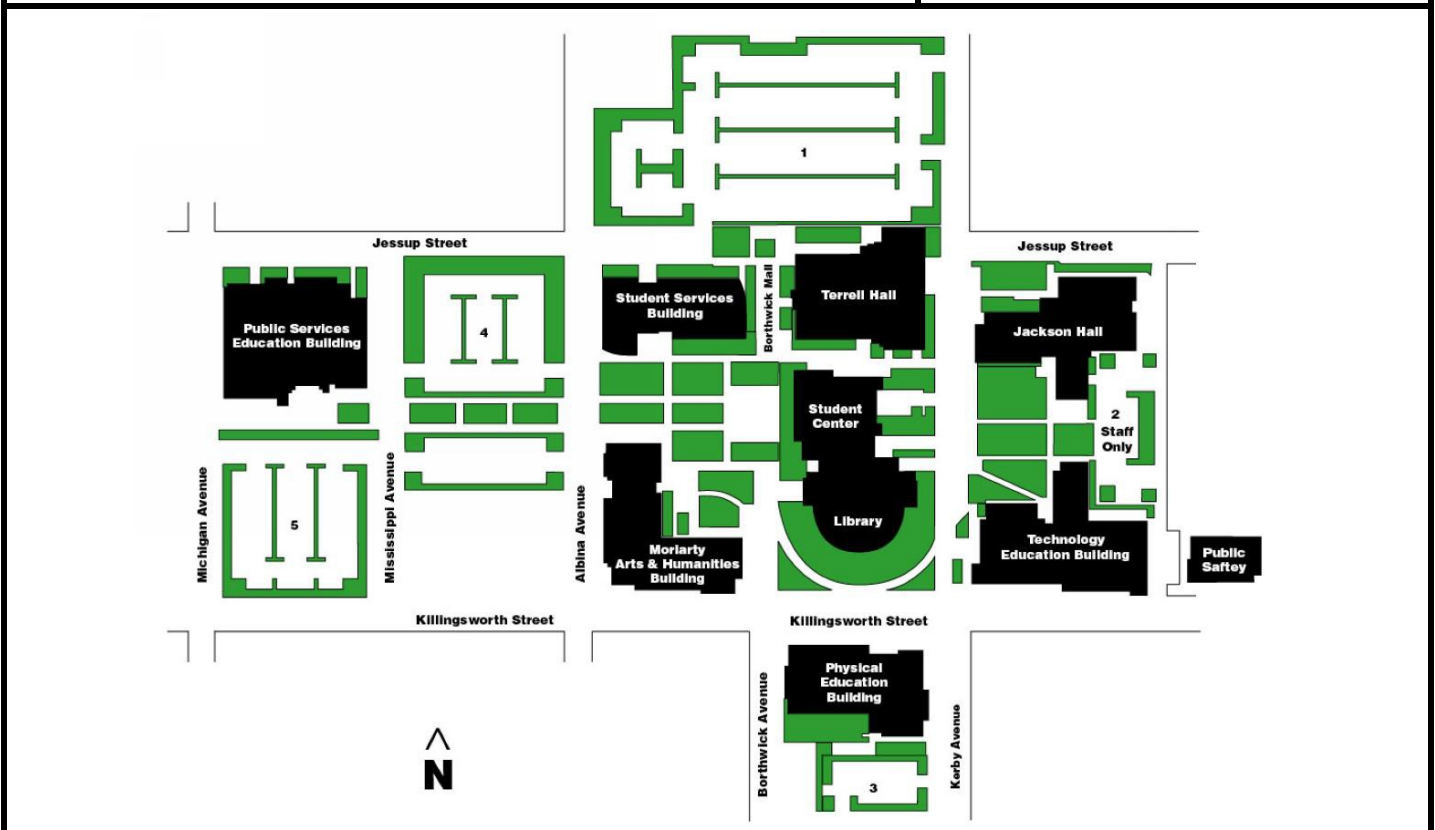 1
Jessup Street
Jessup Street
Borthwick Mall
Student Services
Building
Terrell Hall
Public Services
Education Building
4
Jackson Hall
Student
Center
2
Staff
Only
Michigan Avenue
Mississippi Avenue
Albina Avenue
5
Library
Moriarty
Arts & Humanities
Building
Technology
Education Building
Public
Saftey
Killingsworth Street
Killingsworth Street
Physical
Education
Building
Borthwick Avenue
Kerby Avenue
3
N